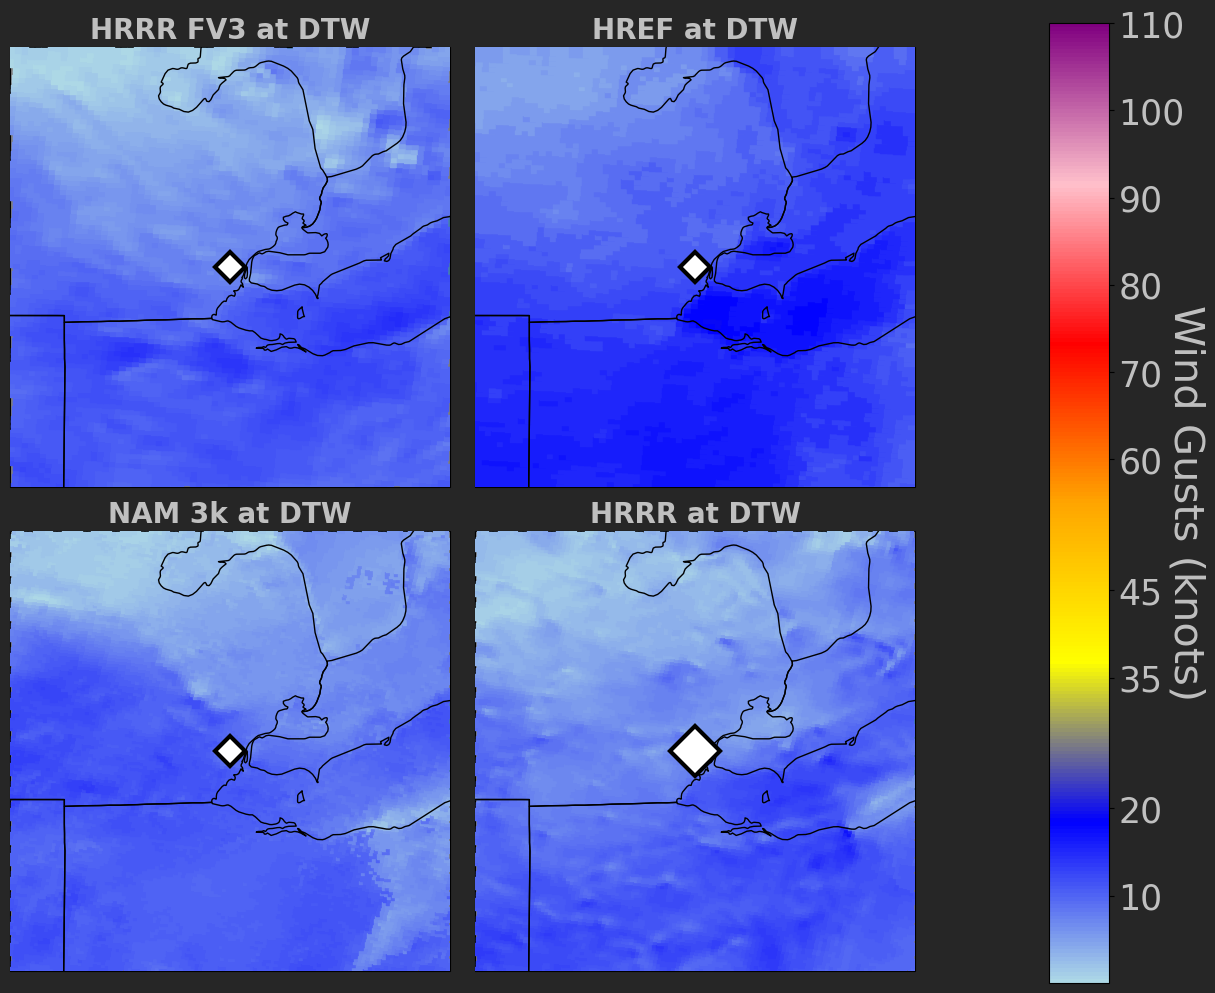 HRRR FV3 at DTW
HREF at DTW
NAM 3k at DTW
HRRR at DTW
110
100
90
80
70
60
45
35
20
10
Wind Gusts (knots)